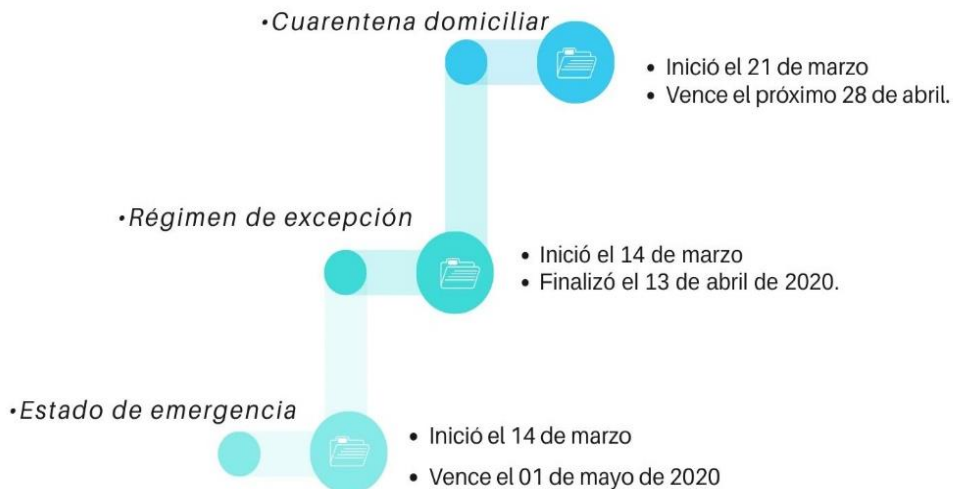 •Cuarentena domiciliar
• Inició el 21 de marzo
• Vence el próximo 28 de abril.
•Régimen de excepción
• Inició el 14 de marzo
• Finalizó el 13 de abril de 2020.
•Estado de emergencia
• Inició el 14 de marzo
• Vence el 01 de mayo de 2020